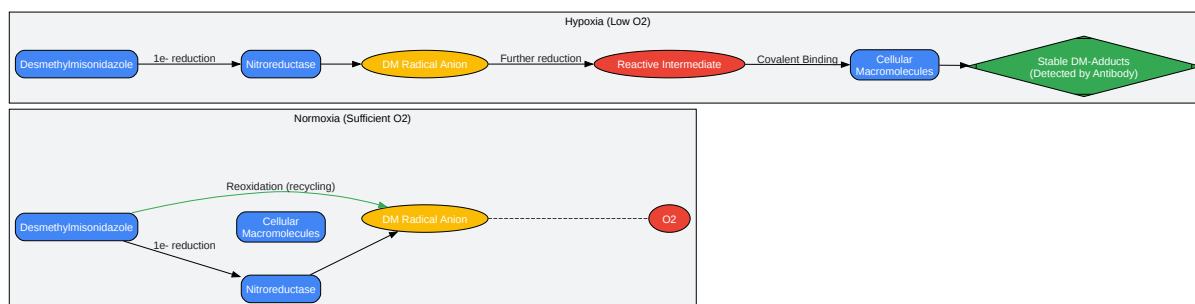 Hypoxia (Low O2)
Desmethylmisonidazole
1e- reduction
Nitroreductase
DM Radical Anion
Further reduction
Reactive Intermediate
Covalent Binding
Cellular
Macromolecules
Stable DM-Adducts
(Detected by Antibody)
Normoxia (Sufficient O2)
Reoxidation (recycling)
Desmethylmisonidazole
Cellular
Macromolecules
DM Radical Anion
O2
1e- reduction
Nitroreductase